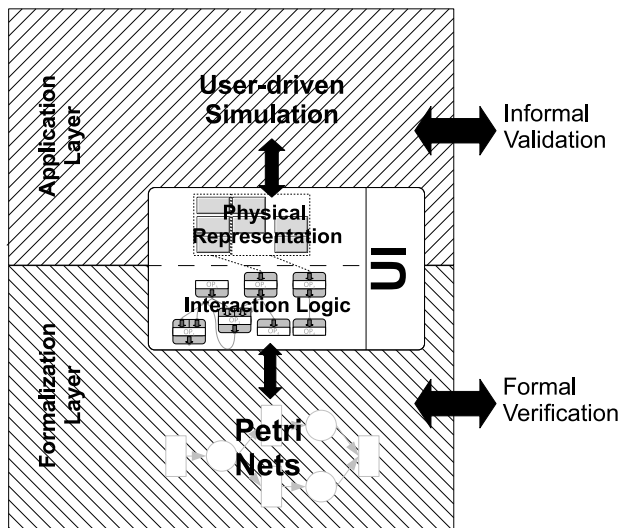 Application
Layer
User-driven
Simulation
Informal
Validation
Physical
Representation
UI
Interaction Logic
Formalization
Layer
Petri
Nets
Formal
Verification